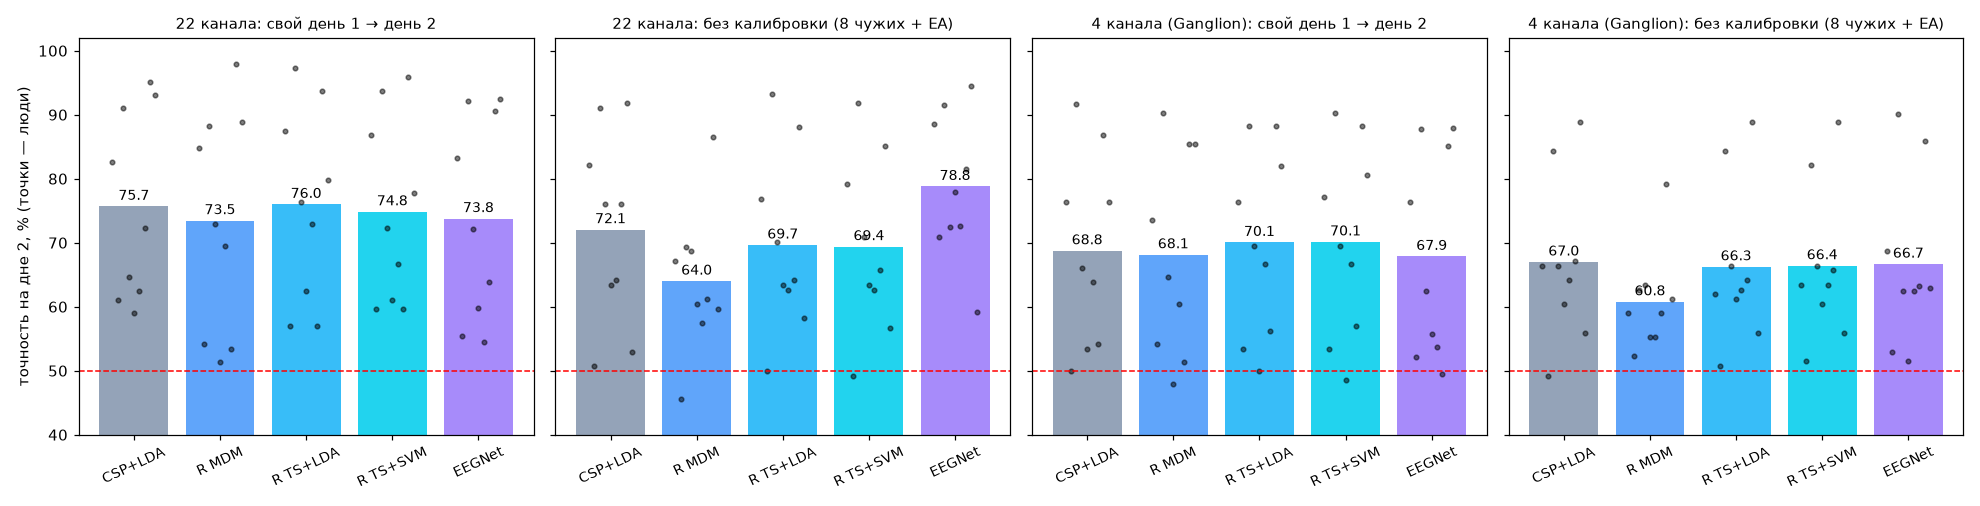 22 канала: свой день 1 → день 2
22 канала: без калибровки (8 чужих + EA)
4 канала (Ganglion): свой день 1 → день 2
4 канала (Ganglion): без калибровки (8 чужих + EA)
точность на дне 2, % (точки — люди)
100
90
80
70
60
50
40
75.7
73.5
76.0
74.8
73.8
72.1
64.0
69.7
69.4
78.8
68.8
68.1
70.1
70.1
67.9
67.0
60.8
66.3
66.4
66.7
CSP+LDA
R MDM
R TS+LDA
R TS+SVM
EEGNet
CSP+LDA
R MDM
R TS+LDA
R TS+SVM
EEGNet
CSP+LDA
R MDM
R TS+LDA
R TS+SVM
EEGNet
CSP+LDA
R MDM
R TS+LDA
R TS+SVM
EEGNet